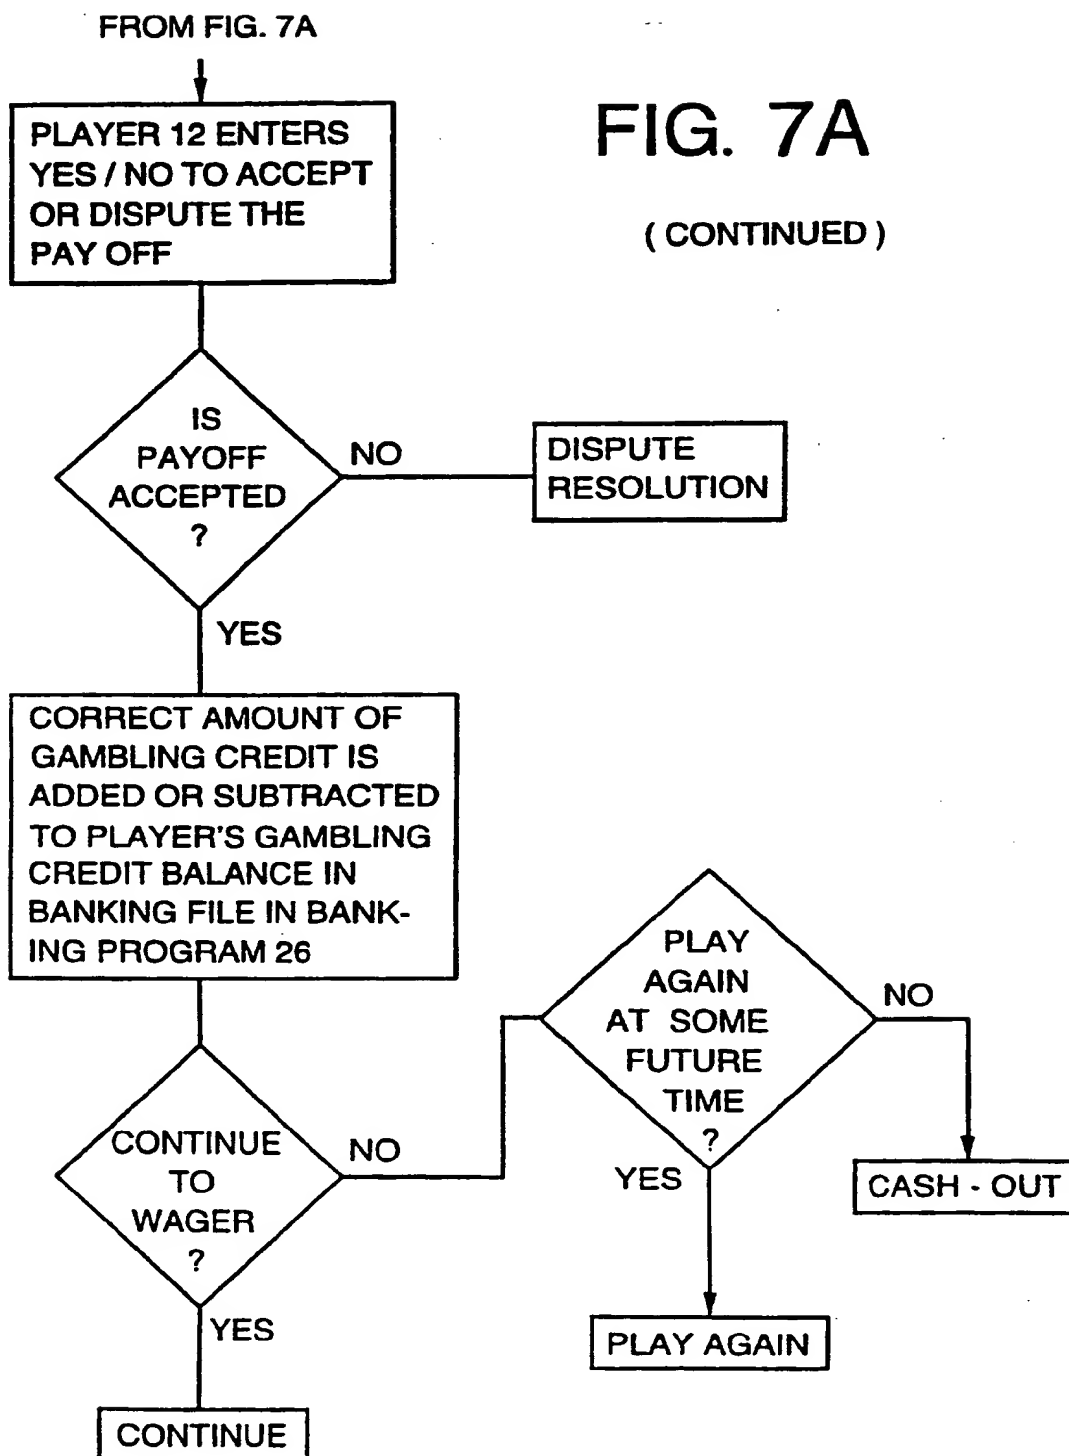 FROM FIG. 7A
FIG. 7A
( CONTINUED )
PLAYER 12 ENTERS
YES / NO TO ACCEPT
OR DISPUTE THE
PAY OFF
IS
PAYOFF
ACCEPTED
?
NO
DISPUTE
RESOLUTION
YES
CORRECT AMOUNT OF
GAMBLING CREDIT IS
ADDED OR SUBTRACTED
TO PLAYER'S GAMBLING
CREDIT BALANCE IN
BANKING FILE IN BANK-
ING PROGRAM 26
CONTINUE
TO
WAGER
?
NO
PLAY
AGAIN
AT SOME
FUTURE
TIME
?
NO
CASH - OUT
YES
PLAY AGAIN
YES
CONTINUE